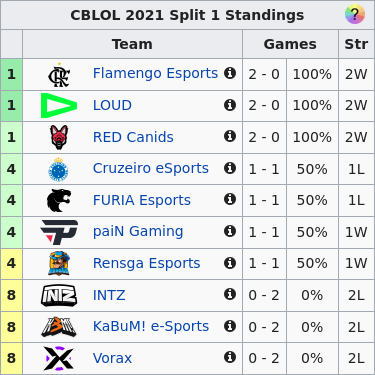 CBLOL 2021 Split 1 Standings ?
Team Games Str
1 Flamengo Esports i 2 - 0 100% 2W
1 LOUD i 2 - 0 100% 2W
1 RED Canids i 2 - 0 100% 2W
4 Cruzeiro eSports i 1 - 1 50% 1L
4 FURIA Esports i 1 - 1 50% 1L
4 paiN Gaming i 1 - 1 50% 1W
4 Rensga Esports i 1 - 1 50% 1W
8 INTZ INTZ i 0 - 2 0% 2L
8 KaBuM! e-Sports i 0 - 2 0% 2L
8 Vorax i 0 - 2 0% 2L